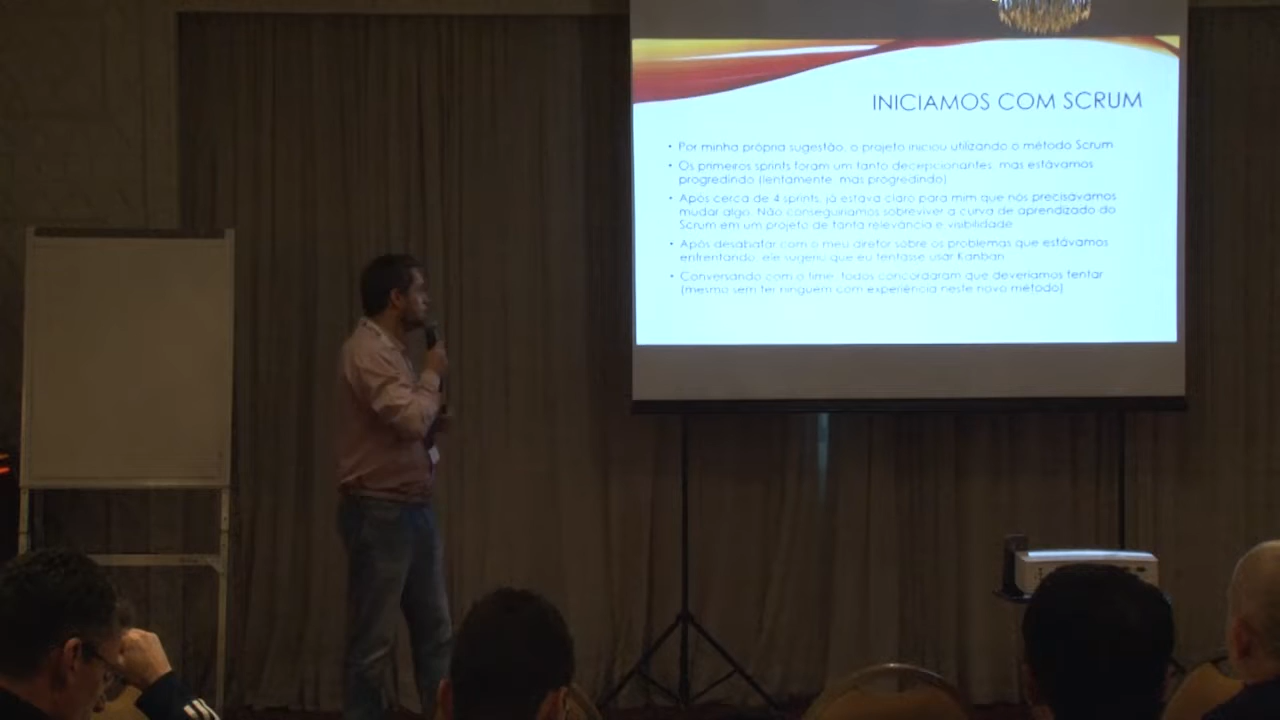 INICIAMOS COM SCRUM
• Por minha própria sugestão, o projeto iniciou utilizando o método Scrum
• Os primeiros sprints foram um tanto decepcionantes, mas estávamos
progredindo (lentamente, mas progredindo)
• Após cerca de 4 sprints, já estava claro para mim que nós precisávamos
mudar algo. Não conseguiríamos sobreviver a curva de aprendizado do
Scrum em um projeto de tanta relevância e visibilidade
• Após desabafar com o meu diretor sobre os problemas que estávamos
enfrentando, ele sugeriu que eu tentasse usar Kanban
• Conversando com o time, todos concordaram que deveríamos tentar
(mesmo sem ter ninguém com experiência neste novo método)